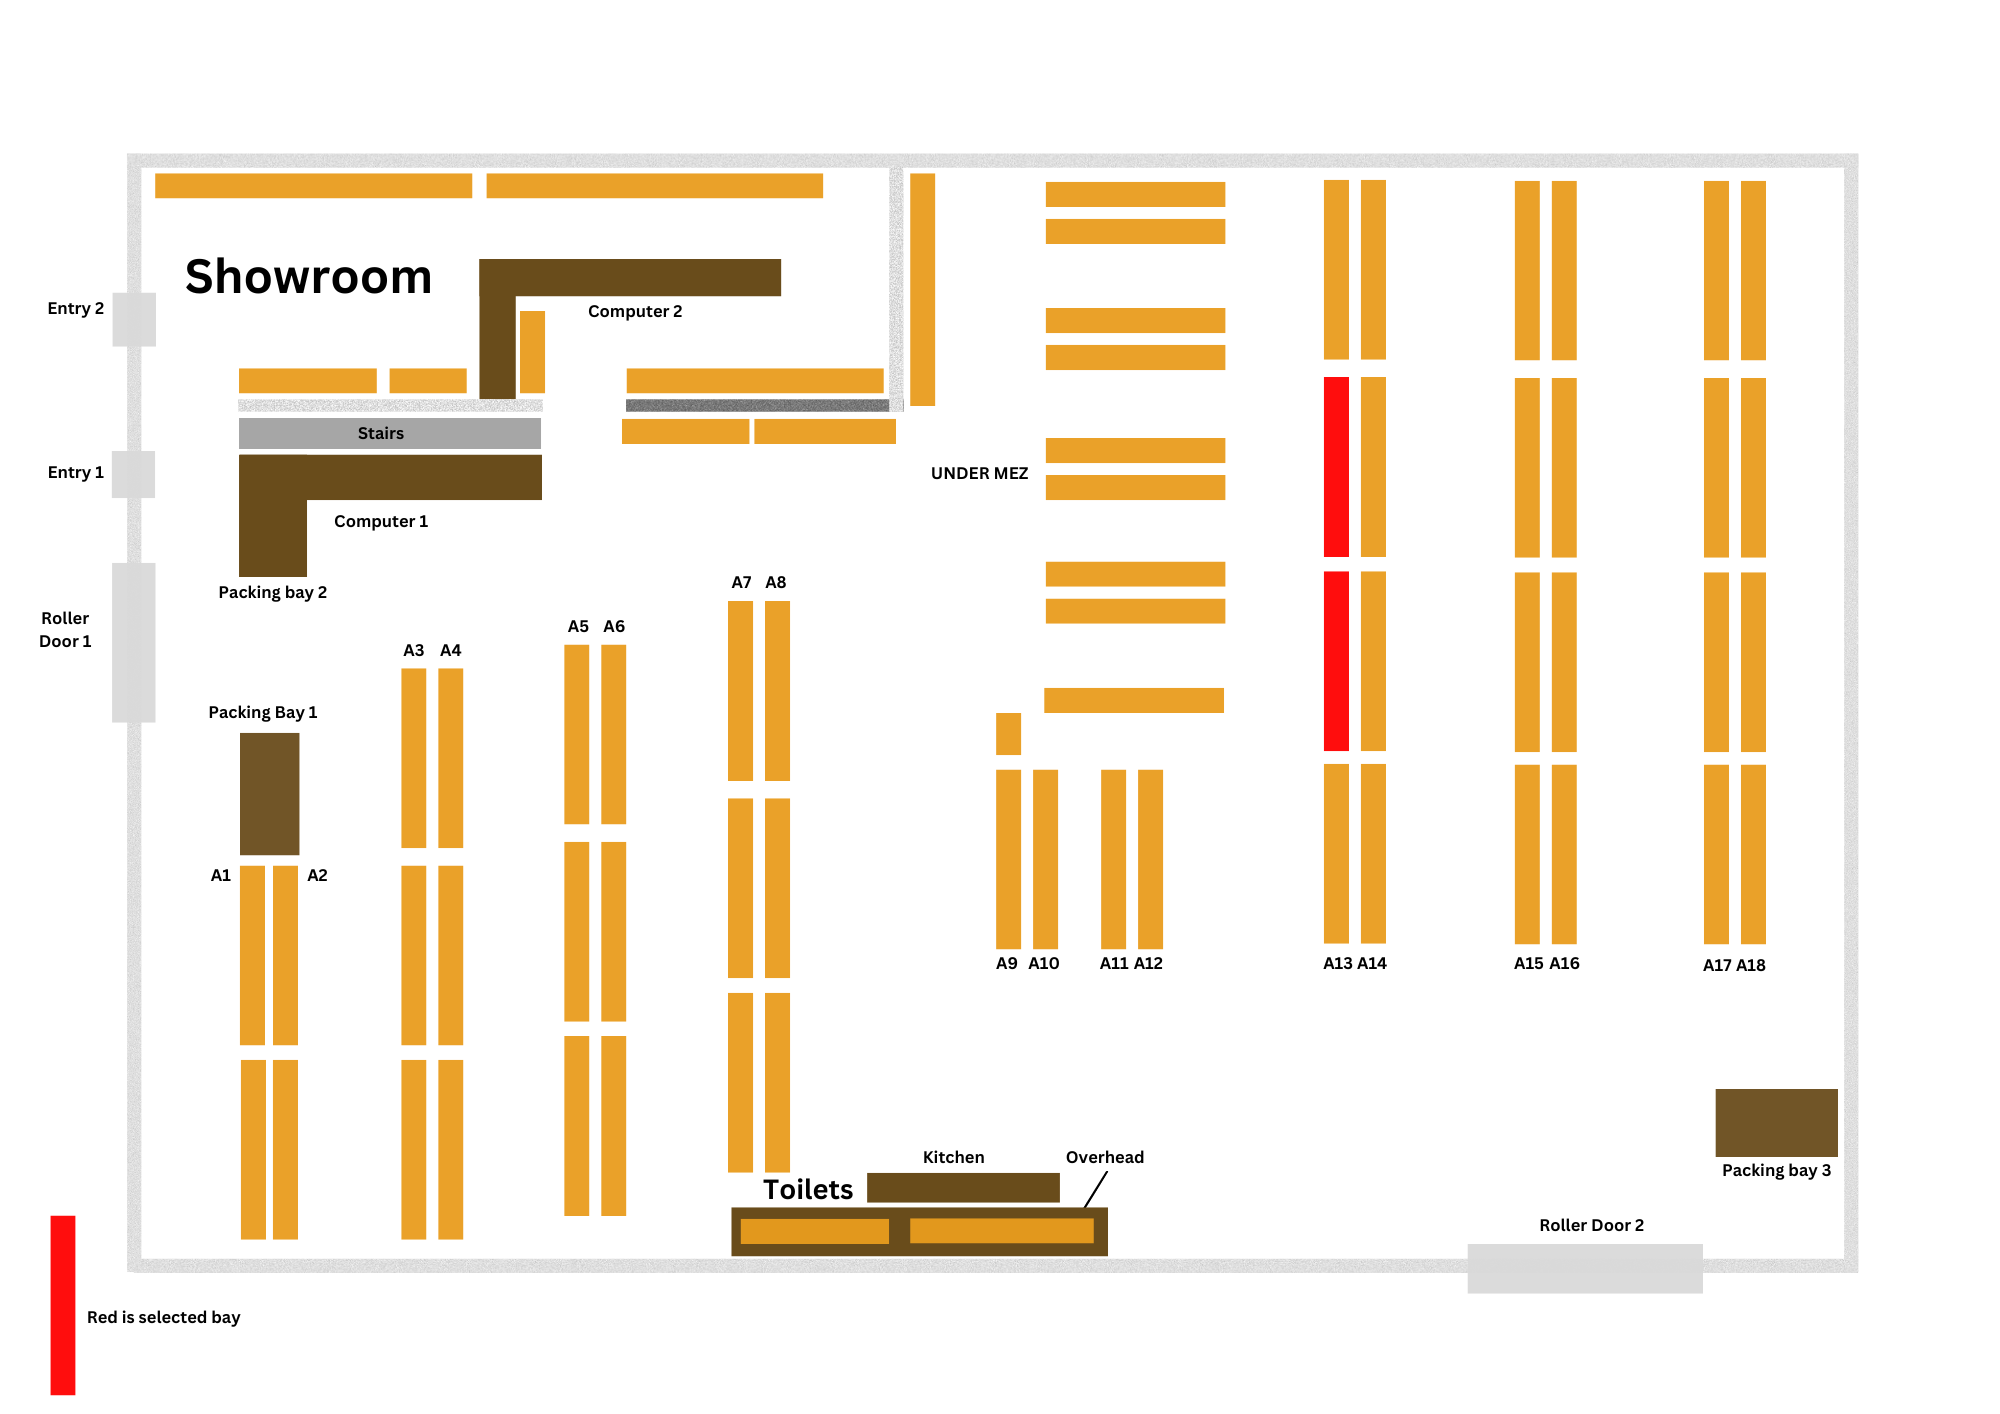 Showroom
Entry 2
Computer 2
Stairs
Entry 1
UNDER MEZ
Computer 1
A7 A8
Packing bay 2
Roller
Door 1
A5 A6
A3 A4
Packing Bay 1
A1 A2
A9 A10 A11 A12 A13 A14 A15 A16 A17 A18
Kitchen
Overhead
Packing bay 3
Toilets
Roller Door 2
Red is selected bay